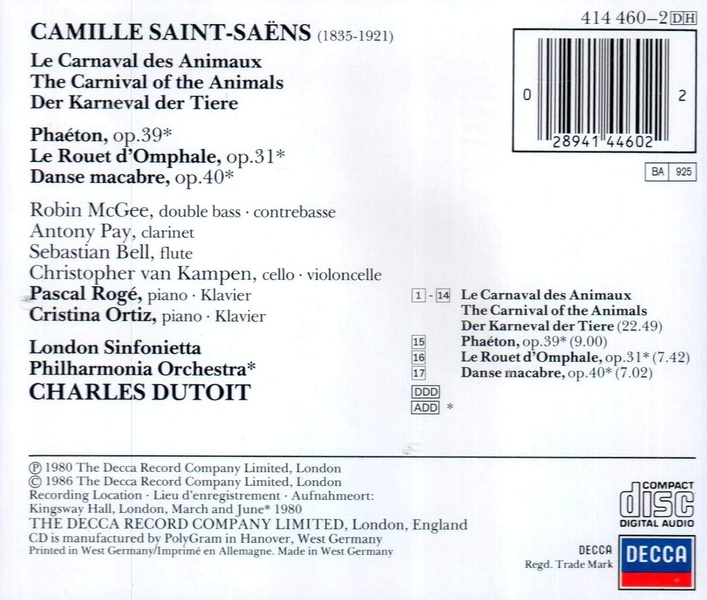 CAMILLE SAINT-SAËNS (1835-1921)
Le Carnaval des Animaux
The Carnival of the Animals
Der Karneval der Tiere
Phaéton, op.39*
Le Rouet d'Omphale, op.31*
Danse macabre, op.40*
Robin McGee, double bass · contrebasse
Antony Pay, clarinet
Sebastian Bell, flute
Christopher van Kampen, cello · violoncelle
Pascal Rogé, piano · Klavier
Cristina Ortiz, piano · Klavier
London Sinfonietta
Philharmonia Orchestra*
CHARLES DUTOIT
414 460-2 DH
0 28941 44602 2
BA 925
1 - 14 Le Carnaval des Animaux
The Carnival of the Animals
Der Karneval der Tiere (22.49)
15 Phaéton, op.39* (9.00)
16 Le Rouet d'Omphale, op.31* (7.42)
17 Danse macabre, op.40* (7.02)
DDD
ADD *
℗ 1980 The Decca Record Company Limited, London
© 1986 The Decca Record Company Limited, London
Recording Location · Lieu d'enregistrement · Aufnahmeort:
Kingsway Hall, London, March and June* 1980
THE DECCA RECORD COMPANY LIMITED, London, England
CD is manufactured by PolyGram in Hanover, West Germany
Printed in West Germany/Imprimé en Allemagne. Made in West Germany
COMPACT
disc
DIGITAL AUDIO
DECCA
Regd. Trade Mark
DECCA